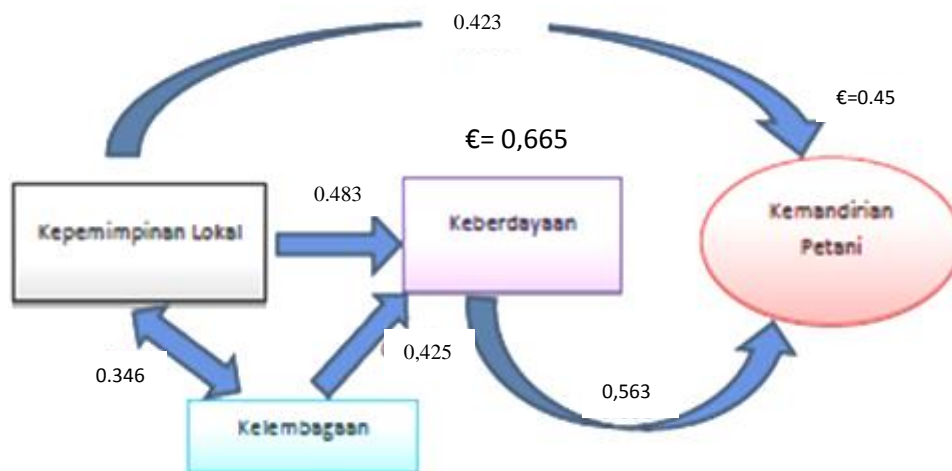 0.423
€=0.45
€= 0,665
0.483
Kepemimpinan Lokal
Keberdayaan
Kemandirian
Petani
0.346
0,425
0,563
Kelembagaan